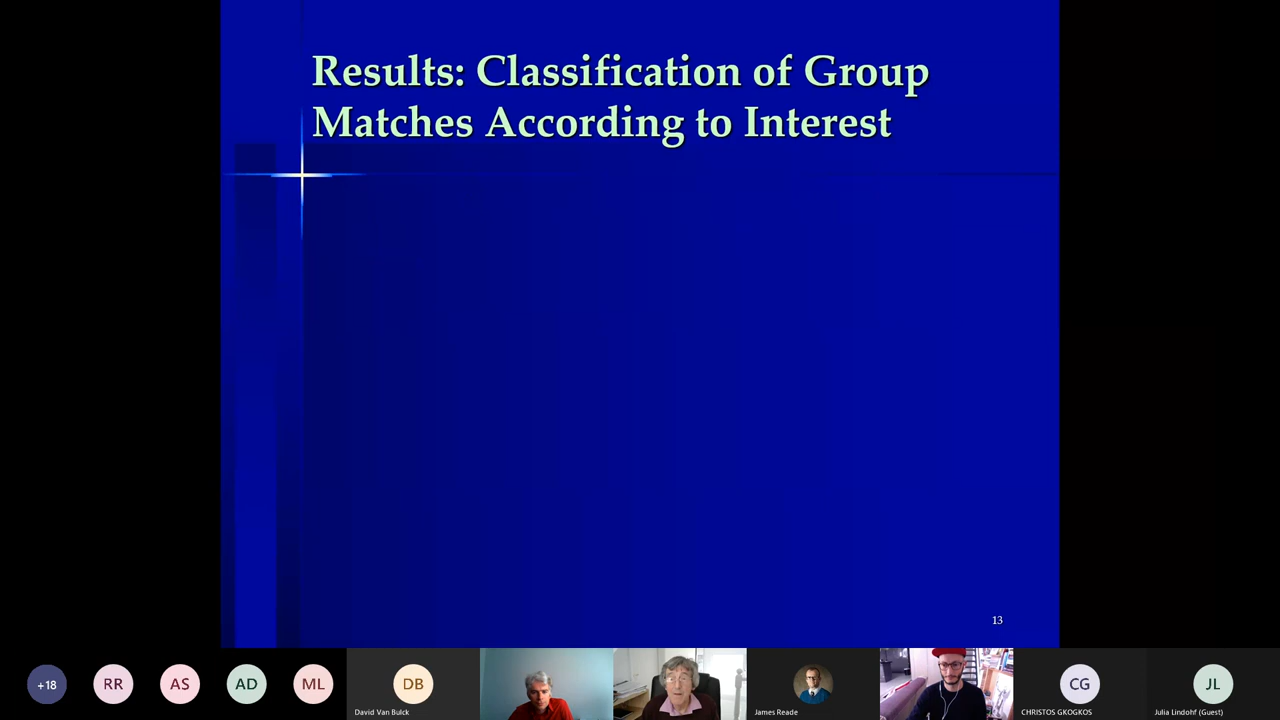 Results: Classification of Group
Matches According to Interest
13
+18
RR
AS
AD
ML
DB
David Van Bulck
James Reade
CG
CHRISTOS GKOGKOS
JL
Julia Lindohf (Guest)